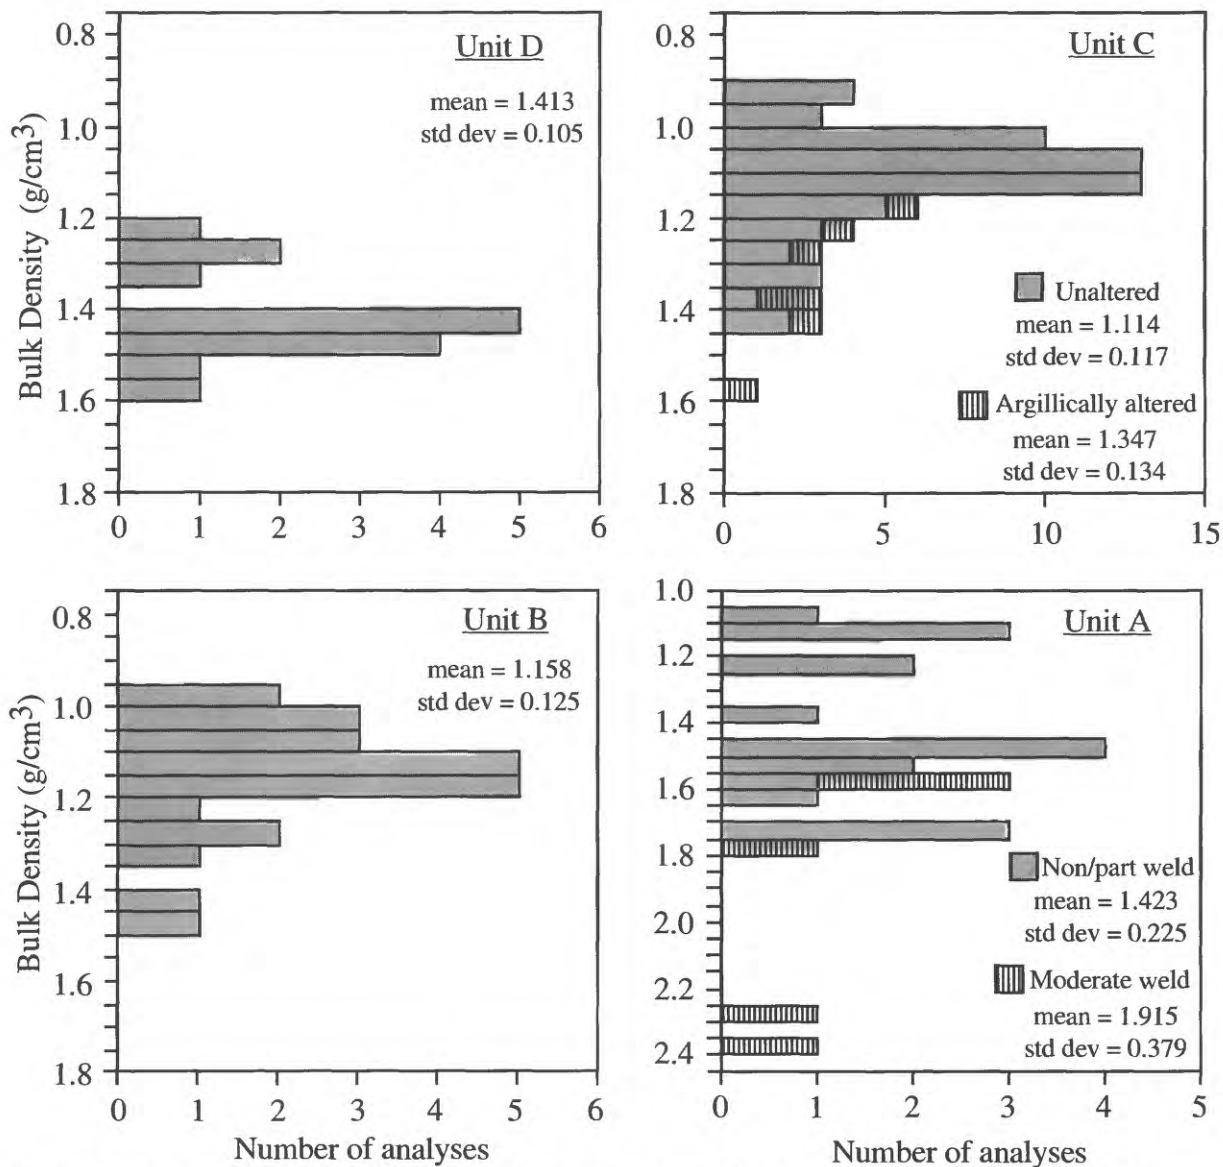 Unit D
mean = 1.413
std dev = 0.105
Bulk Density (g/cm³)
0.8
1.0
1.2
1.4
1.6
1.8
0 1 2 3 4 5 6
Unit C
0.8
1.0
1.2
1.4
1.6
1.8
Unaltered
mean = 1.114
std dev = 0.117
Argillically altered
mean = 1.347
std dev = 0.134
0 5 10 15
Unit B
mean = 1.158
std dev = 0.125
Bulk Density (g/cm³)
0.8
1.0
1.2
1.4
1.6
1.8
0 1 2 3 4 5 6
Number of analyses
Unit A
1.0
1.2
1.4
1.6
1.8
2.0
2.2
2.4
Non/part weld
mean = 1.423
std dev = 0.225
Moderate weld
mean = 1.915
std dev = 0.379
0 1 2 3 4 5
Number of analyses